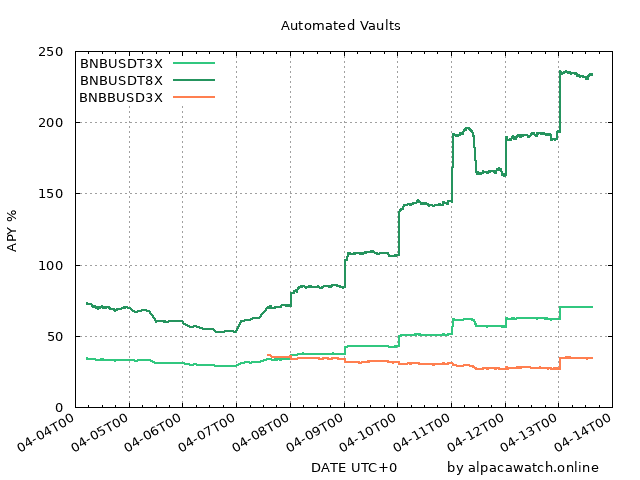 Automated Vaults
250
200
150
100
50
0
APY %
BNBUSDT3X
BNBUSDT8X
BNBBUSD3X
04-04T00
04-05T00
04-06T00
04-07T00
04-08T00
04-09T00
04-10T00
04-11T00
04-12T00
04-13T00
04-14T00
DATE UTC+0
by alpacawatch.online